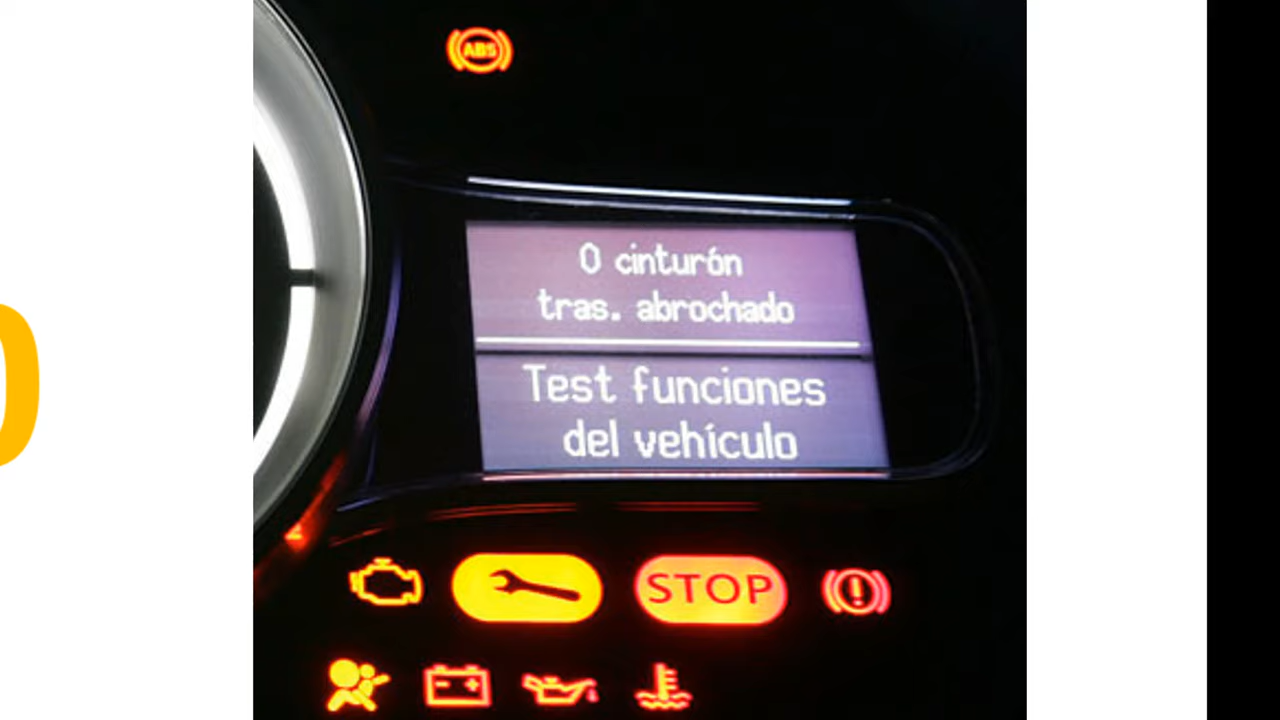 ABS
0 cinturón
tras. abrochado
Test funciones
del vehículo
STOP